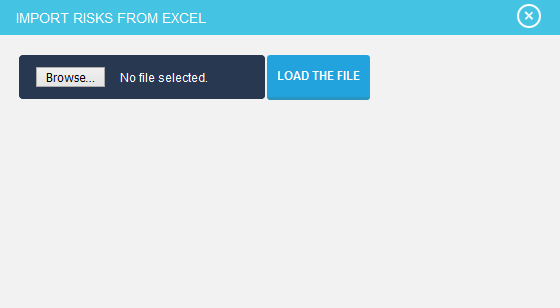 IMPORT RISKS FROM EXCEL
Browse... No file selected. LOAD THE FILE